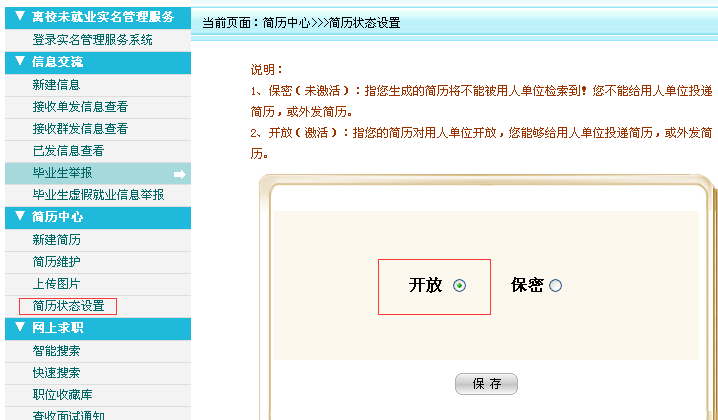 ▼ 离校未就业实名管理服务
登录实名管理服务系统
▼ 信息交流
新建信息
接收单发信息查看
接收群发信息查看
已发信息查看
毕业生举报
毕业生虚假就业信息举报
▼ 简历中心
新建简历
简历维护
上传图片
简历状态设置
▼ 网上求职
智能搜索
快速搜索
职位收藏库
查收面试通知
当前页面：简历中心>>>简历状态设置
说明：
1、保密（未激活）：指您生成的简历将不能被用人单位检索到！您不能给用人单位投递
简历，或外发简历。
2、开放（激活）：指您的简历对用人单位开放，您能够给用人单位投递简历，或外发简
历。
开放 保密
保 存